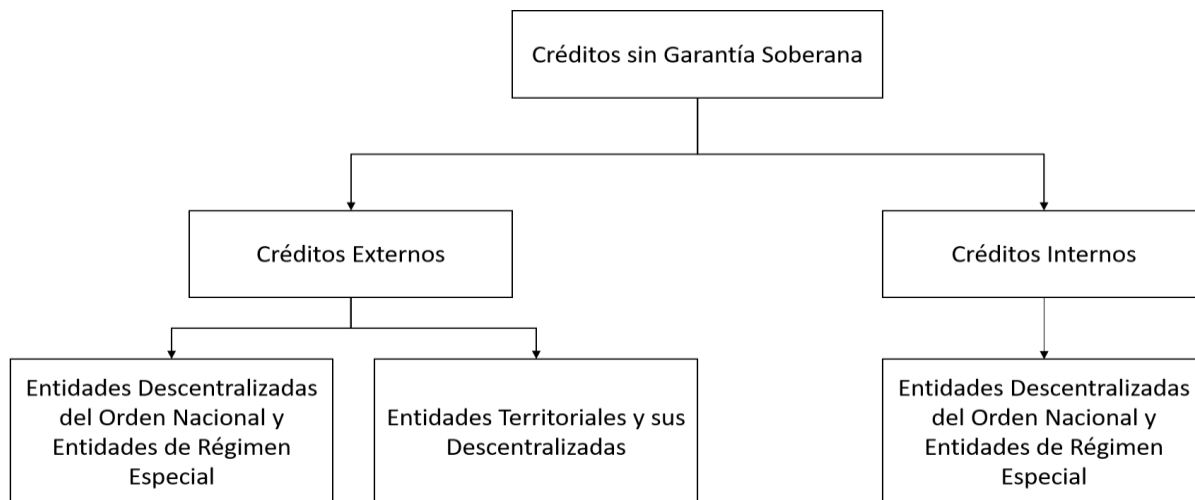 Créditos sin Garantía Soberana
Créditos Externos
Créditos Internos
Entidades Descentralizadas
del Orden Nacional y
Entidades de Régimen
Especial
Entidades Territoriales y sus
Descentralizadas
Entidades Descentralizadas
del Orden Nacional y
Entidades de Régimen
Especial